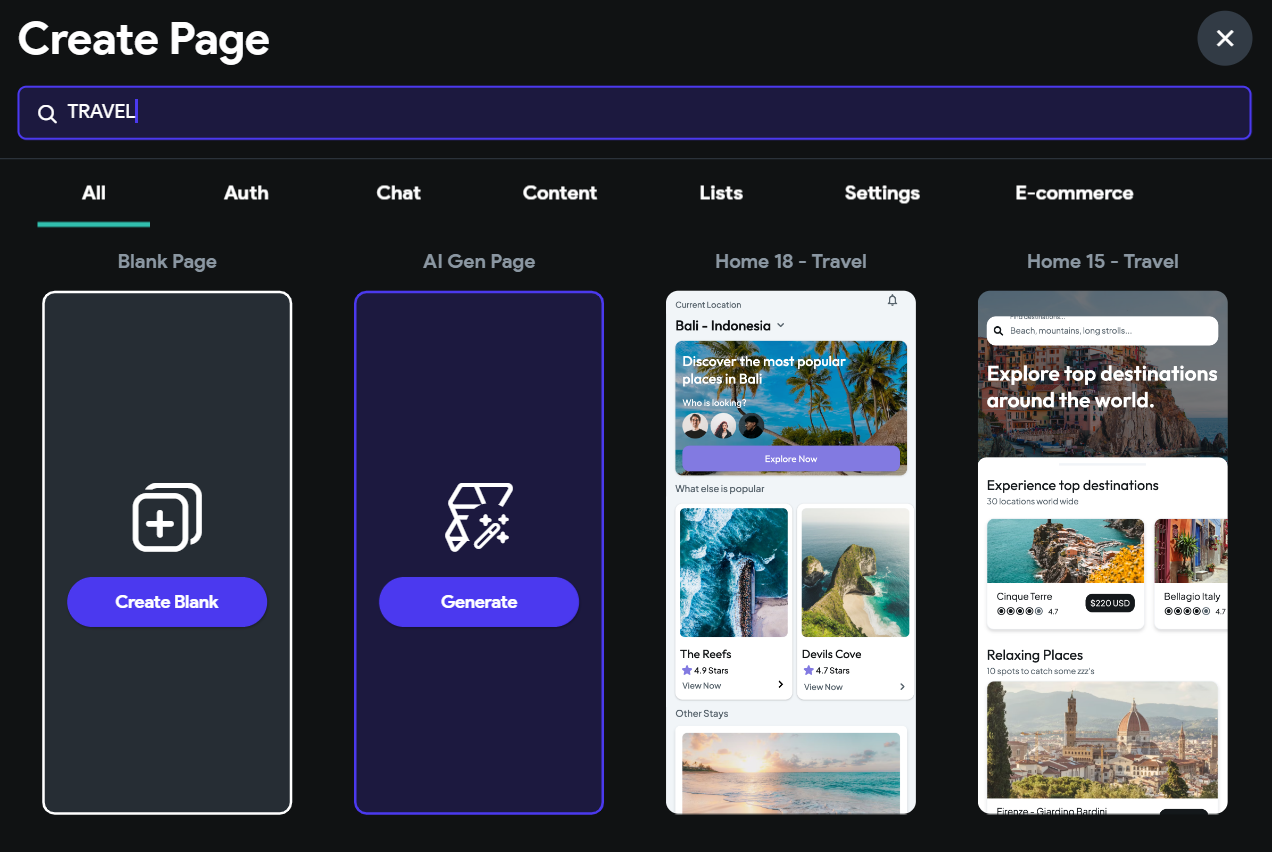 Create Page
TRAVEL
All
Auth
Chat
Content
Lists
Settings
E-commerce
Blank Page
Create Blank
AI Gen Page
Generate
Home 18 - Travel
Current Location
Bali - Indonesia
Discover the most popular
places in Bali
Who is looking?
Explore Now
What else is popular
The Reefs
4.9 Stars
View Now
Devils Cove
4.7 Stars
View Now
Other Stays
Home 15 - Travel
Find destinations...
Beach, mountains, long strolls...
Explore top destinations
around the world.
Experience top destinations
30 locations world wide
Cinque Terre
4.7
$220 USD
Bellagio Italy
4.7
Relaxing Places
10 spots to catch some zzz's
Firenze - Giardino Bardini